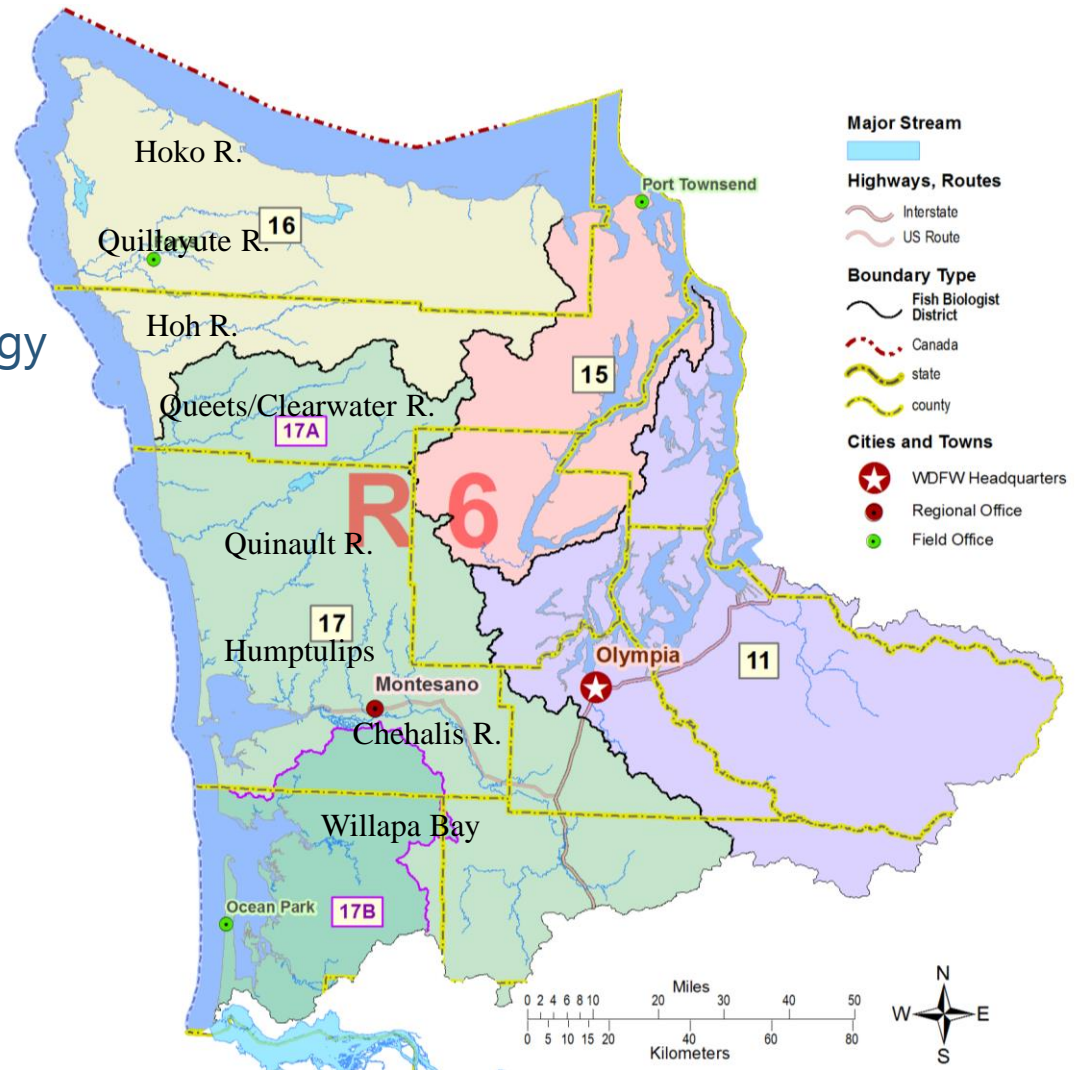 Hoko R.
Port Townsend
16
Quillayute R.
Hoh R.
gy
15
Queets/Clearwater R.
17A
R 6
Quinault R.
17
Humptulips
Olympia
11
Montesano
Chehalis R.
Willapa Bay
Ocean Park
17B
Major Stream
Highways, Routes
Interstate
US Route
Boundary Type
Fish Biologist
District
Canada
state
county
Cities and Towns
WDFW Headquarters
Regional Office
Field Office
Miles
0 2 4 6 8 10 20 30 40 50
0 5 10 15 20 40 60 80
Kilometers
N
W E
S